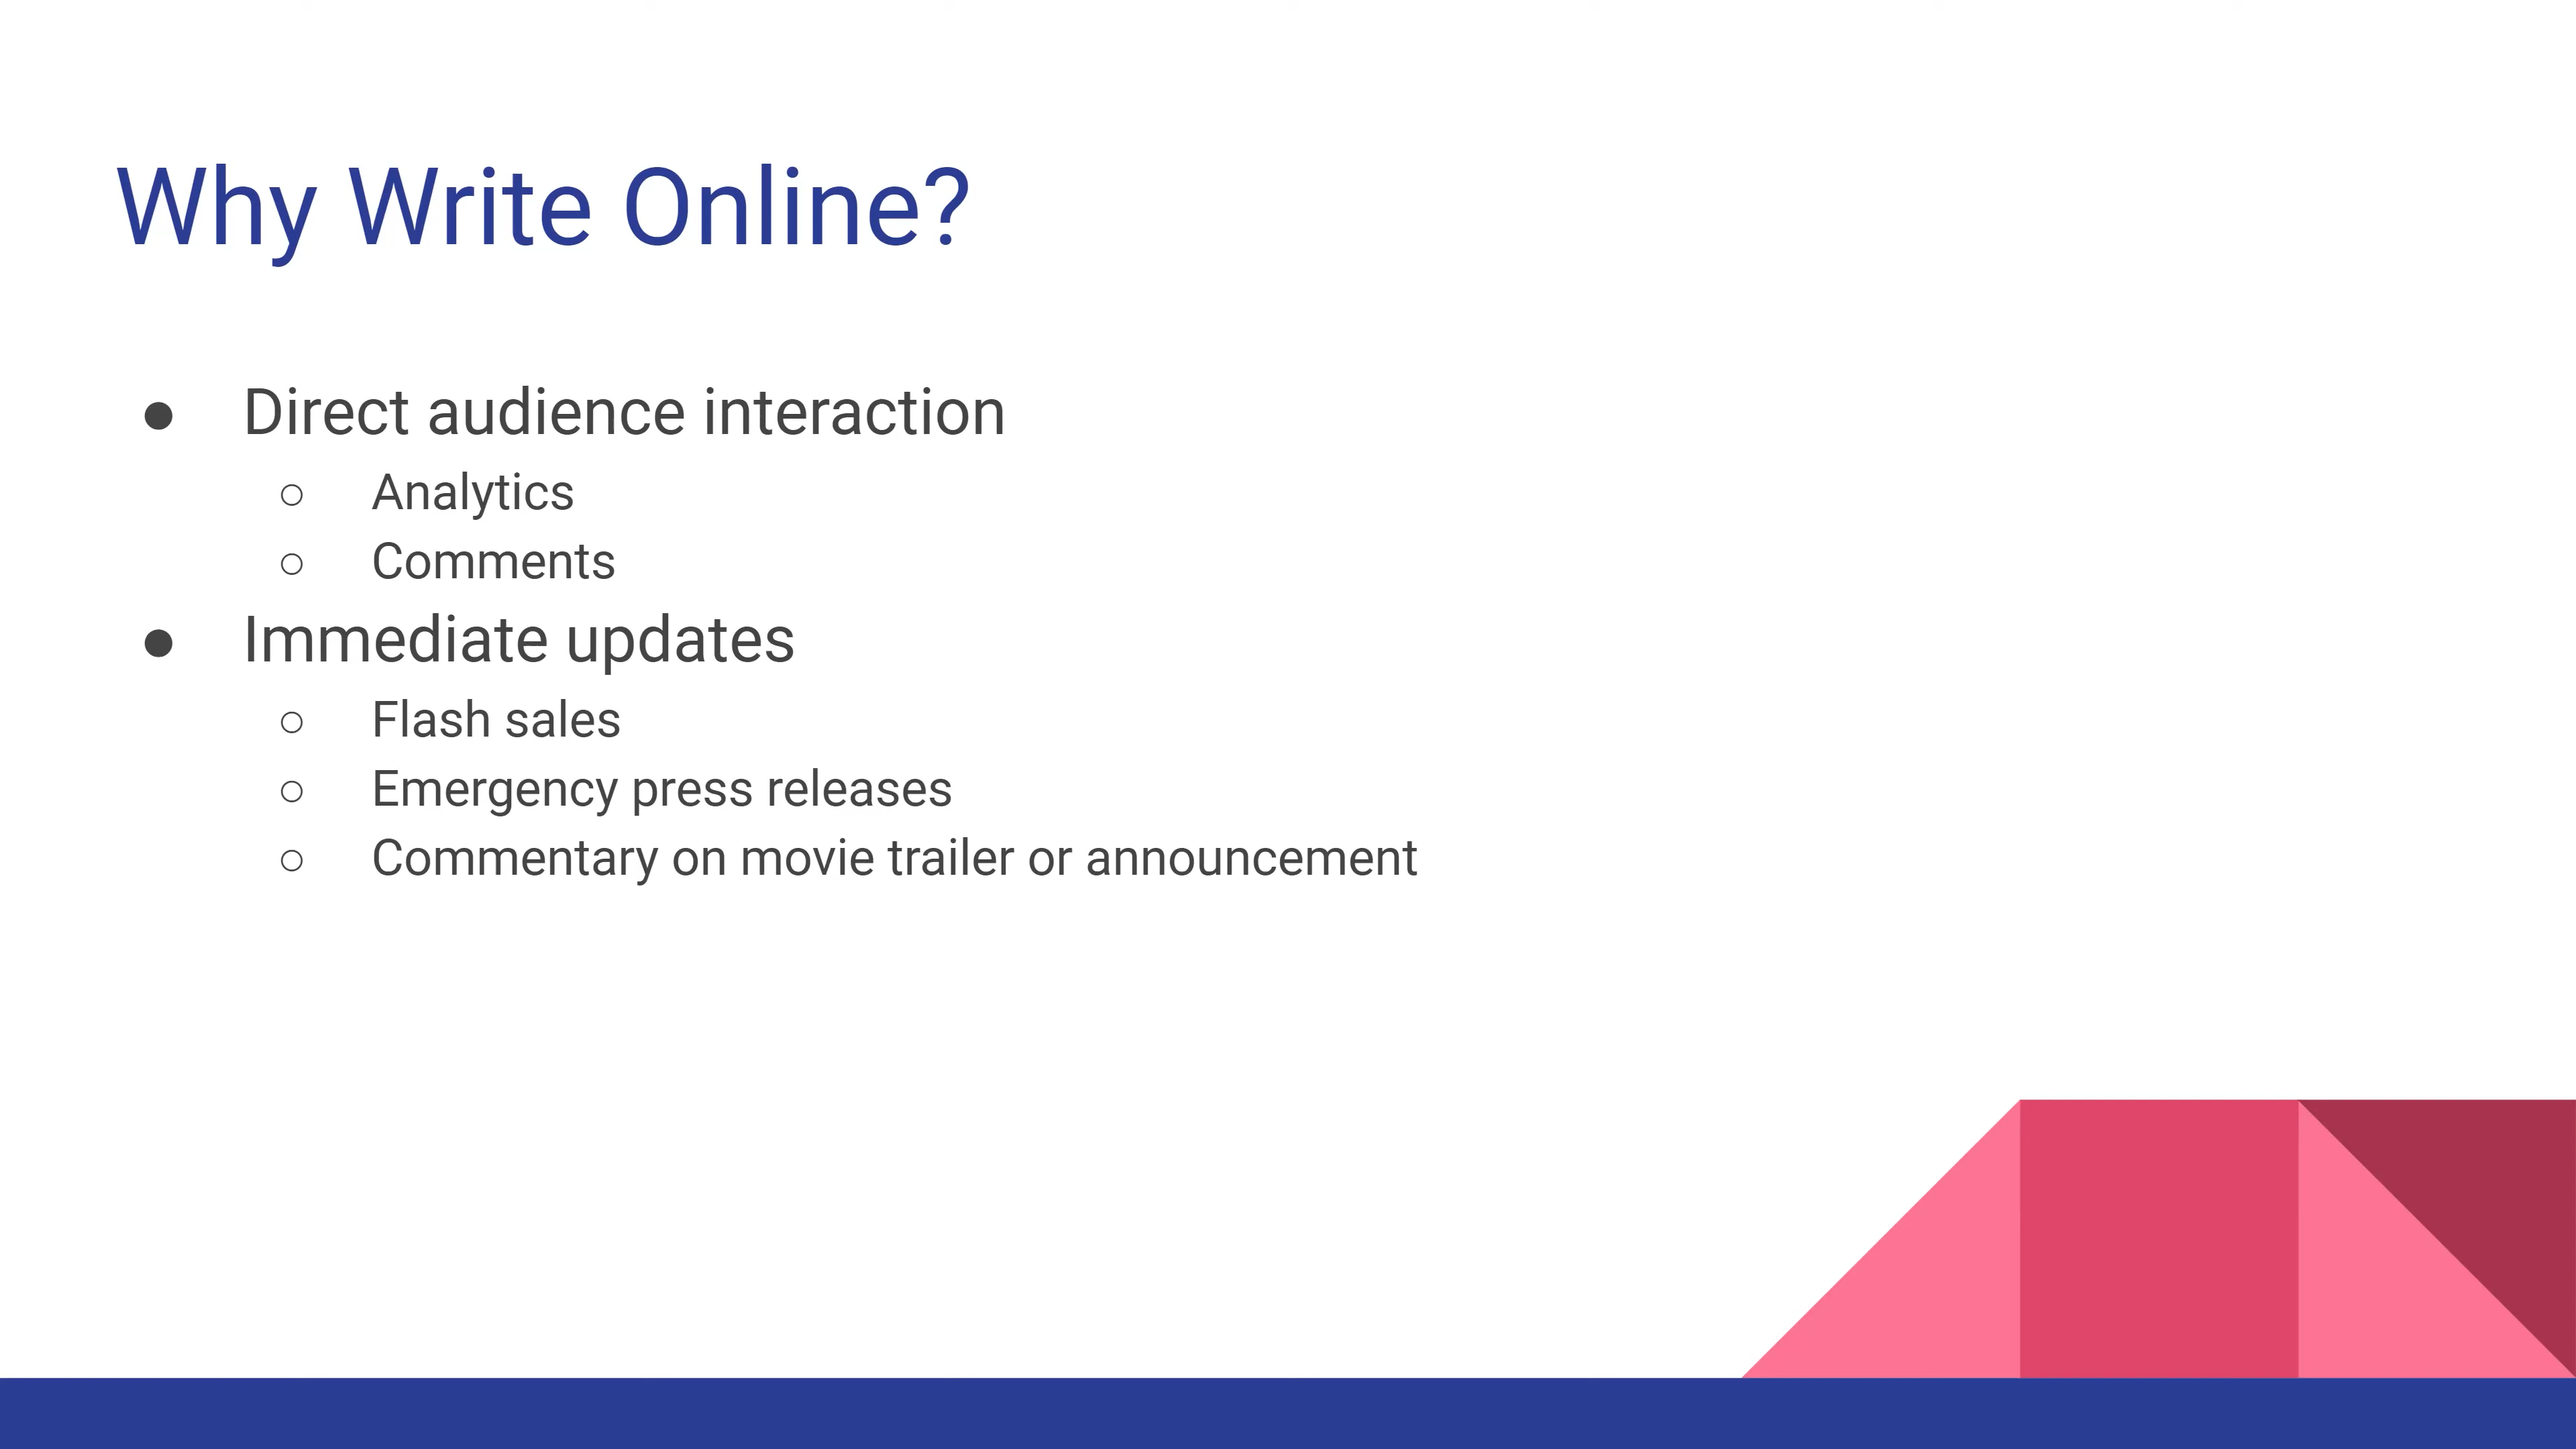 Why Write Online?
● Direct audience interaction
○ Analytics
○ Comments
● Immediate updates
○ Flash sales
○ Emergency press releases
○ Commentary on movie trailer or announcement